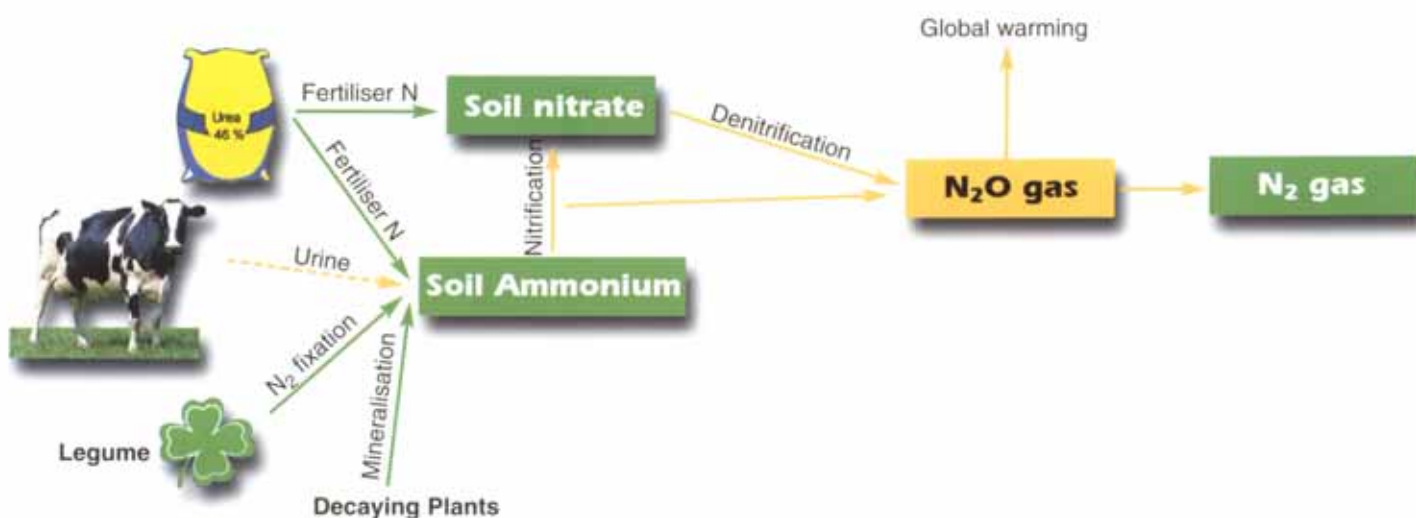 Global warming
Urea
46 %
Fertiliser N
Soil nitrate
Denitrification
Fertiliser N
Nitrification
N₂O gas
N₂ gas
Urine
Soil Ammonium
N₂ fixation
Mineralisation
Legume
Decaying Plants